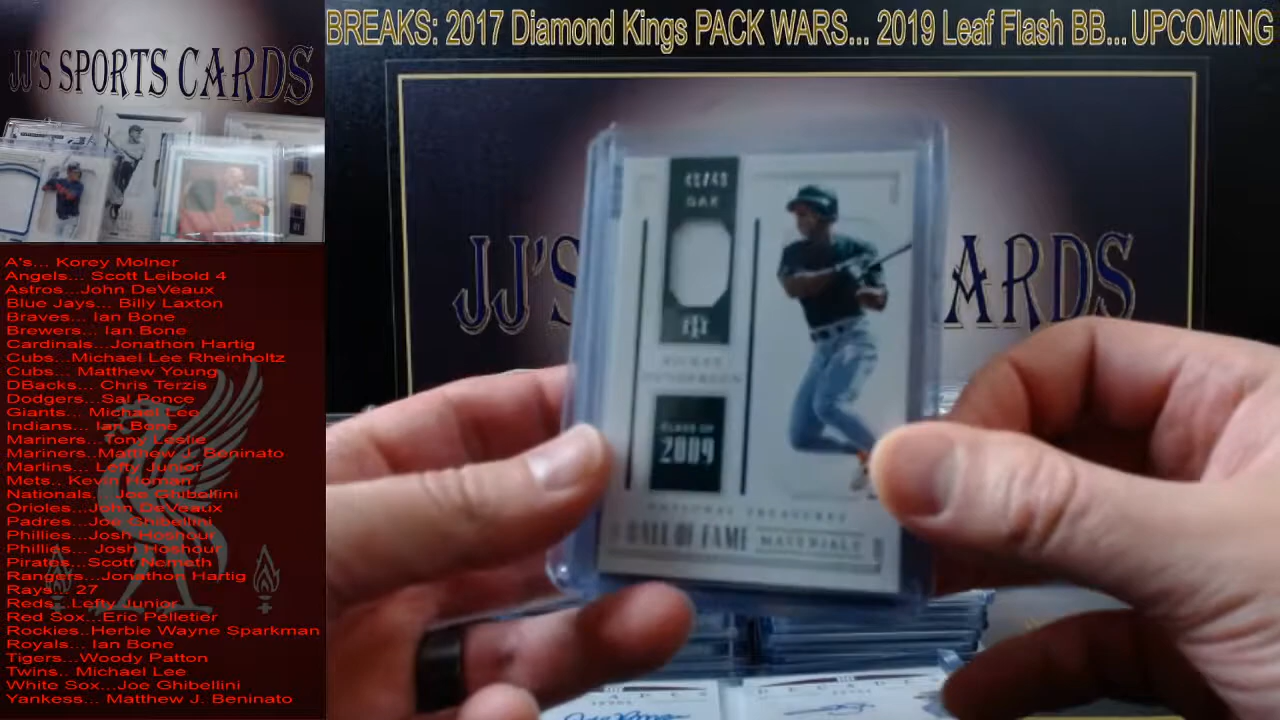 BREAKS: 2017 Diamond Kings PACK WARS... 2019 Leaf Flash BB...UPCOMING
JJ'S SPORTS CARDS
JJ'S ARDS
OAK
RICKEY
HENDERSON
CLASS OF
2009
NATIONAL TREASURES
HALL OF FAME MATERIALS
A's... Korey Molner
Angels... Scott Leibold 4
Astros...John DeVeaux
Blue Jays... Billy Laxton
Braves... Ian Bone
Brewers... Ian Bone
Cardinals...Jonathon Hartig
Cubs...Michael Lee Rheinholtz
Cubs... Matthew Young
DBacks... Chris Terzis
Dodgers...Sal Ponce
Giants... Michael Lee
Indians... Ian Bone
Mariners...Tony Leslie
Mariners..Matthew J. Beninato
Marlins... Lefty Junior
Mets.. Kevin Homan
Nationals... Joe Ghibellini
Orioles...John DeVeaux
Padres...Joe Ghibellini
Phillies... Josh Hoshour
Phillies... Josh Hoshour
Pirates...Scott Nemeth
Rangers...Jonathon Hartig
Rays... 27
Reds...Lefty Junior
Red Sox...Eric Pelletier
Rockies..Herbie Wayne Sparkman
Royals... Ian Bone
Tigers...Woody Patton
Twins.. Michael Lee
White Sox...Joe Ghibellini
Yankess... Matthew J. Beninato